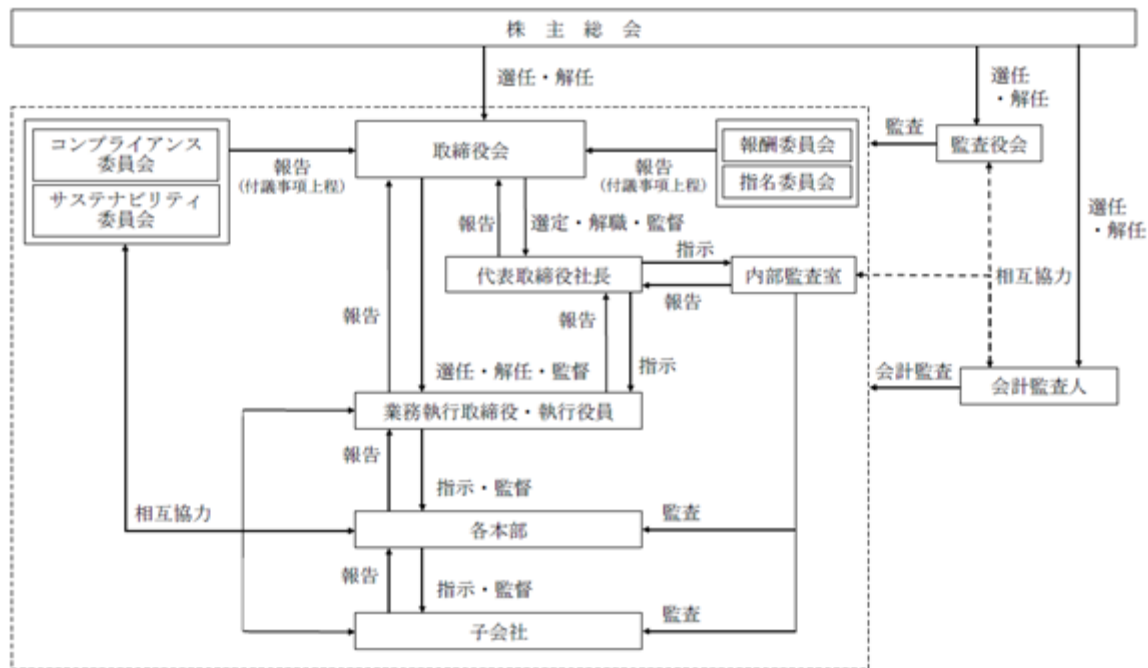 株 主 総 会
選任・解任
選任
・解任
コンプライアンス
委員会
サステナビリティ
委員会
報告
(付議事項上程)
取締役会
報告
(付議事項上程)
報酬委員会
指名委員会
監査
監査役会
選任
・解任
報告
選定・解職・監督
代表取締役社長
指示
報告
内部監査室
相互協力
報告
報告
選任・解任・監督
指示
会計監査
会計監査人
業務執行取締役・執行役員
報告
指示・監督
相互協力
各本部
監査
報告
指示・監督
子会社
監査